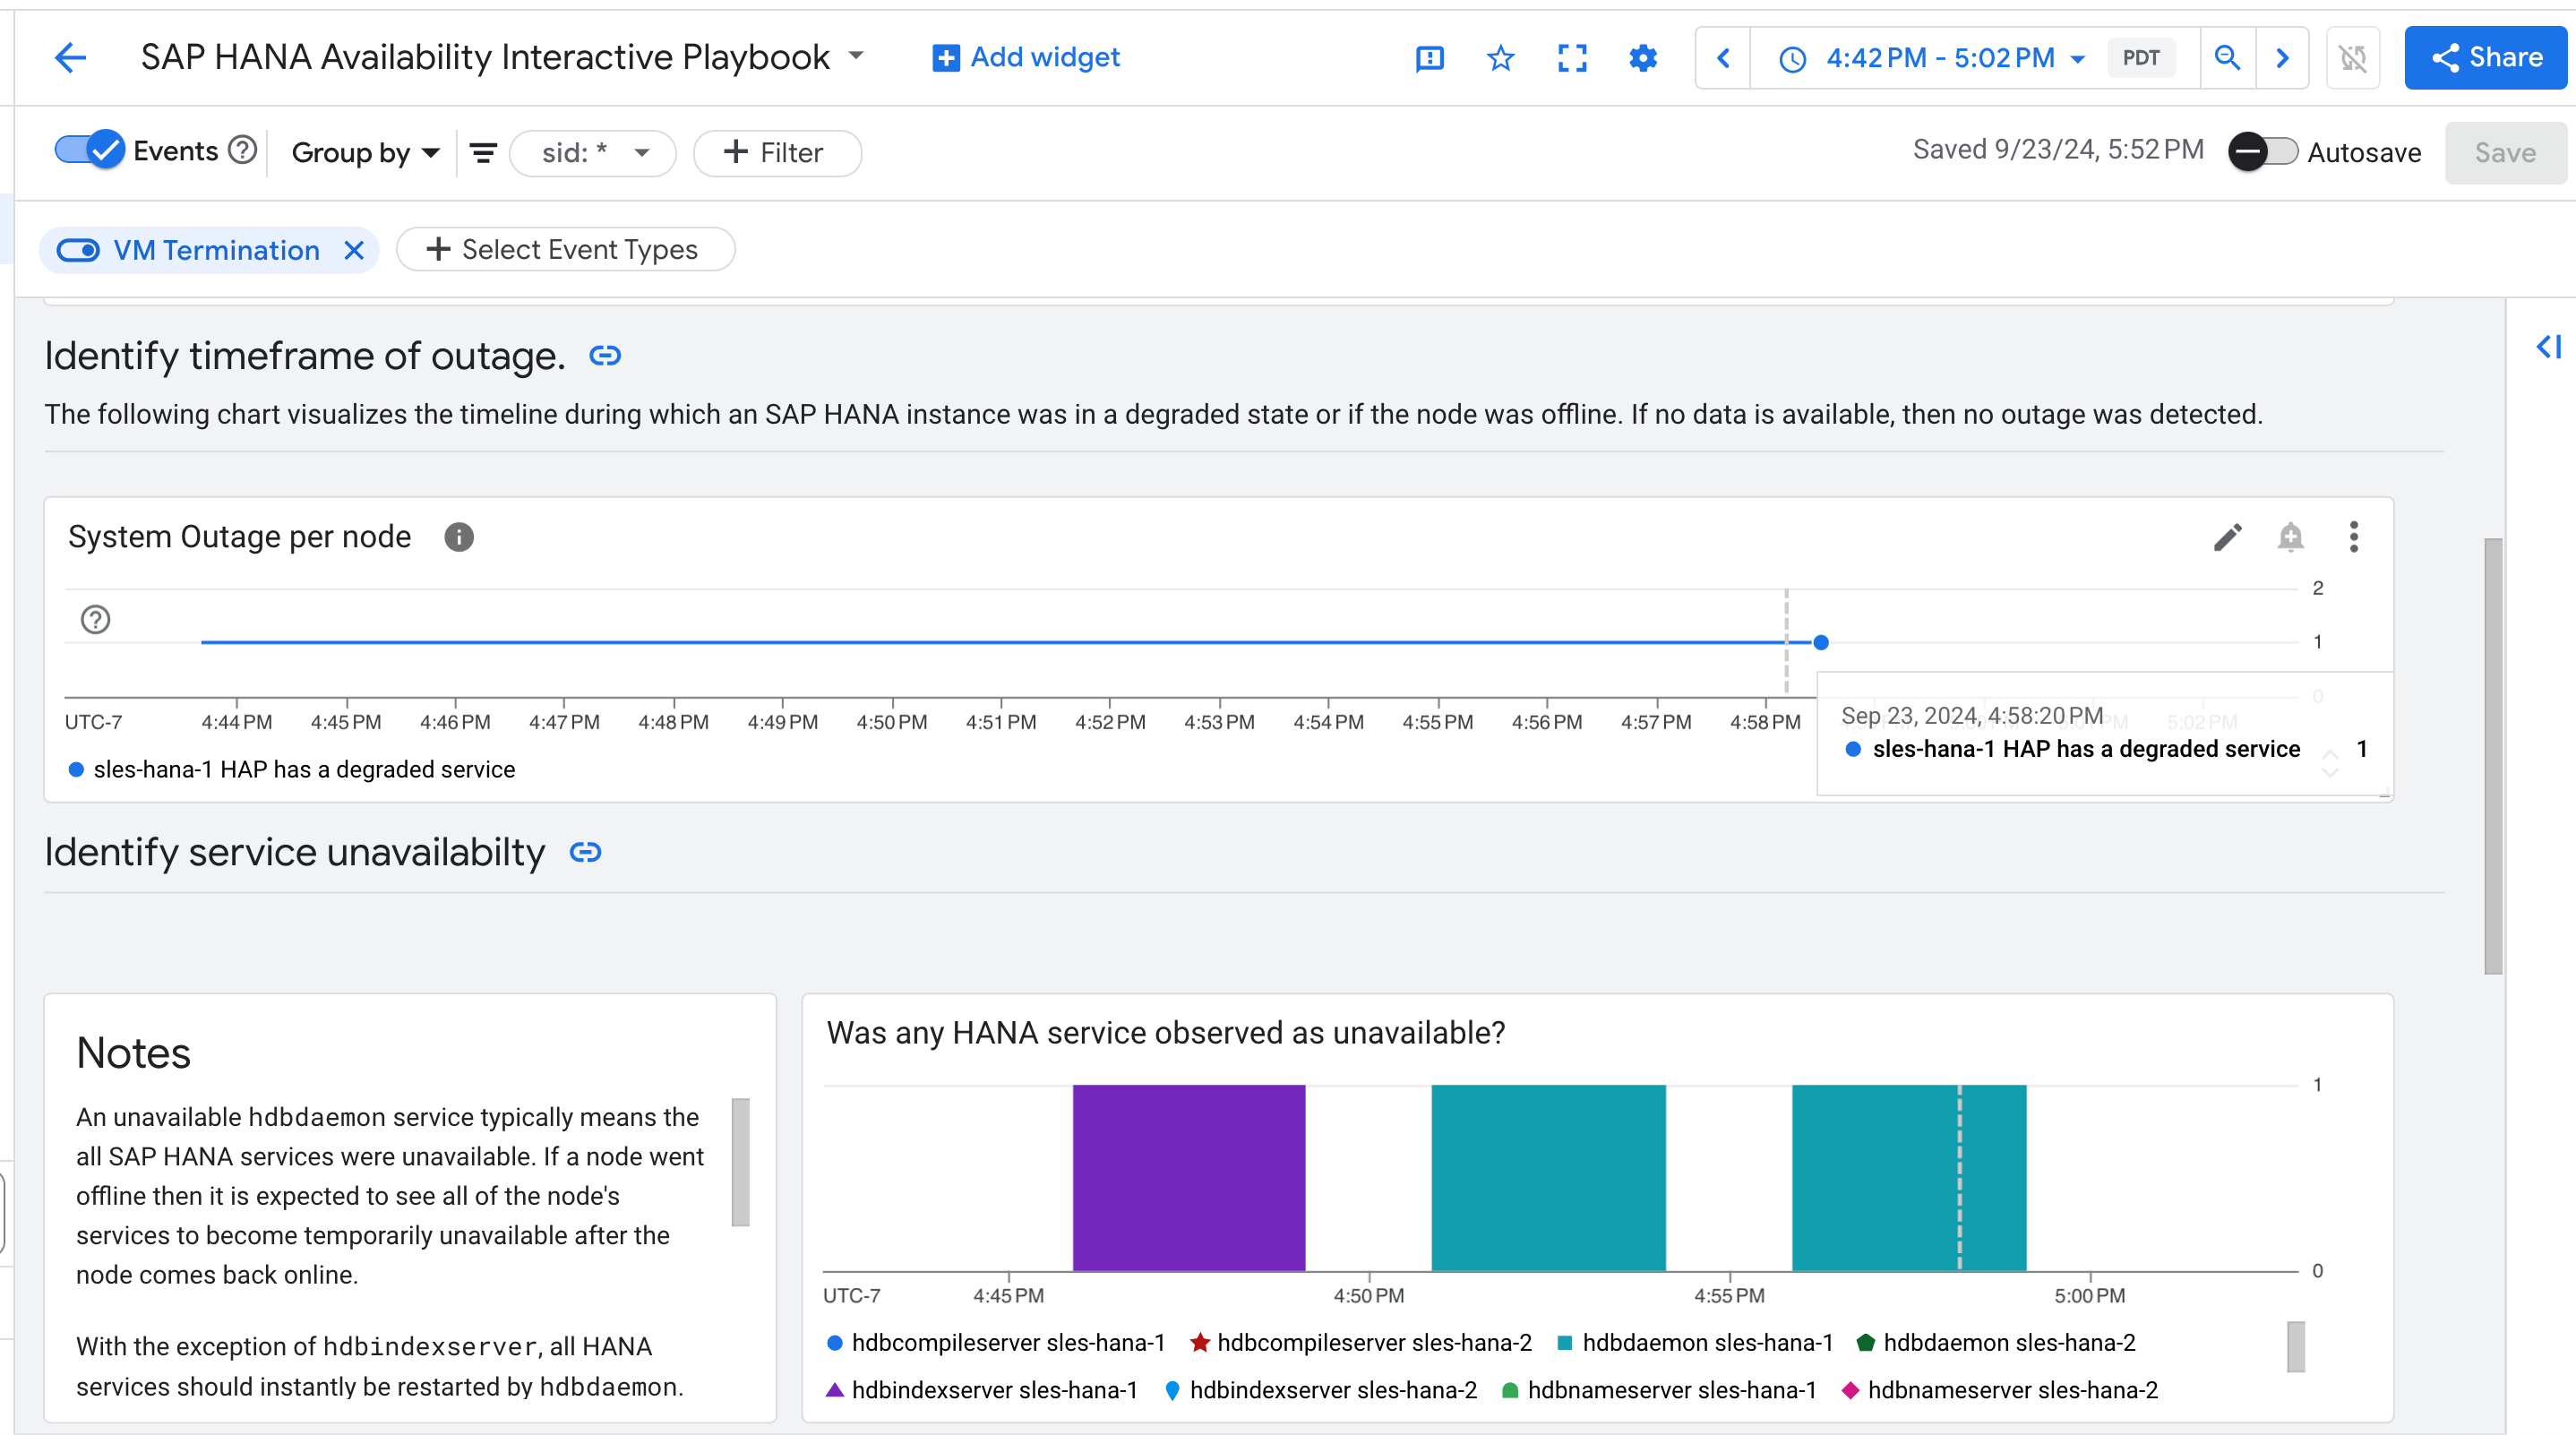 SAP HANA Availability Interactive Playbook
Add widget
4:42 PM - 5:02 PM
PDT
Share
Events
Group by
sid: *
Filter
Saved 9/23/24, 5:52 PM
Autosave
Save
VM Termination
Select Event Types
Identify timeframe of outage.
The following chart visualizes the timeline during which an SAP HANA instance was in a degraded state or if the node was offline. If no data is available, then no outage was detected.
System Outage per node
2
1
0
UTC-7 4:44 PM 4:45 PM 4:46 PM 4:47 PM 4:48 PM 4:49 PM 4:50 PM 4:51 PM 4:52 PM 4:53 PM 4:54 PM 4:55 PM 4:56 PM 4:57 PM 4:58 PM 5:02 PM
Sep 23, 2024, 4:58:20 PM
sles-hana-1 HAP has a degraded service 1
sles-hana-1 HAP has a degraded service
Identify service unavailabilty
Notes
An unavailable hdbdaemon service typically means the
all SAP HANA services were unavailable. If a node went
offline then it is expected to see all of the node's
services to become temporarily unavailable after the
node comes back online.
With the exception of hdbindexserver, all HANA
services should instantly be restarted by hdbdaemon.
Was any HANA service observed as unavailable?
1
0
UTC-7 4:45 PM 4:50 PM 4:55 PM 5:00 PM
hdbcompileserver sles-hana-1 hdbcompileserver sles-hana-2 hdbdaemon sles-hana-1 hdbdaemon sles-hana-2
hdbindexserver sles-hana-1 hdbindexserver sles-hana-2 hdbnameserver sles-hana-1 hdbnameserver sles-hana-2